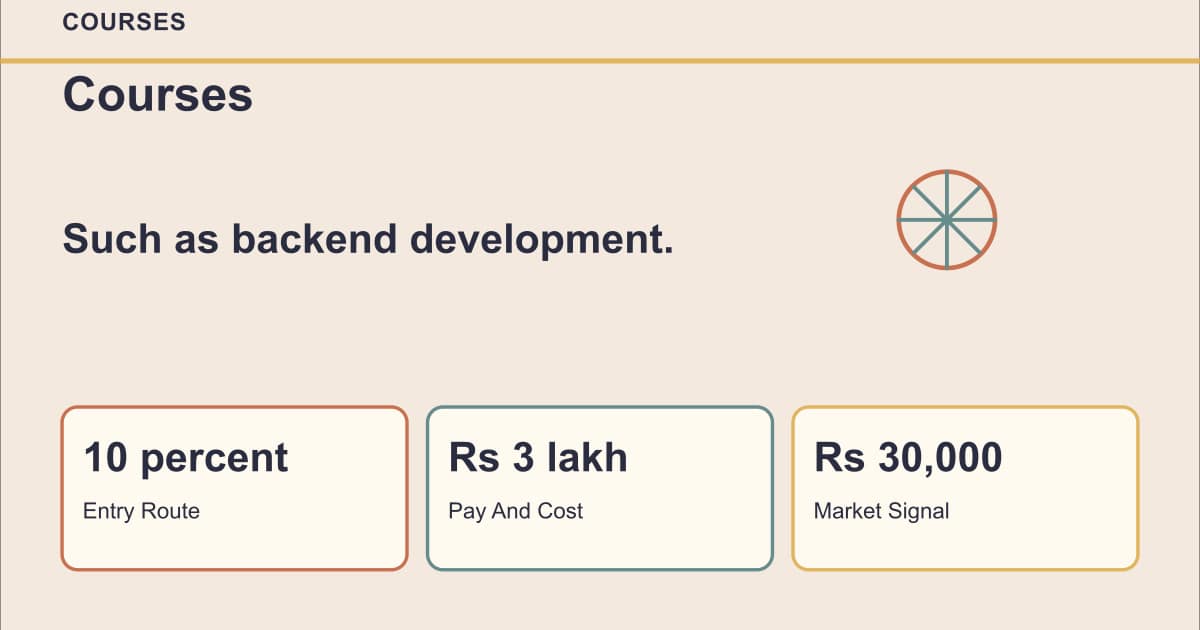 COURSES
Courses
Such as backend development.
10 percent
Entry Route
Rs 3 lakh
Pay And Cost
Rs 30,000
Market Signal